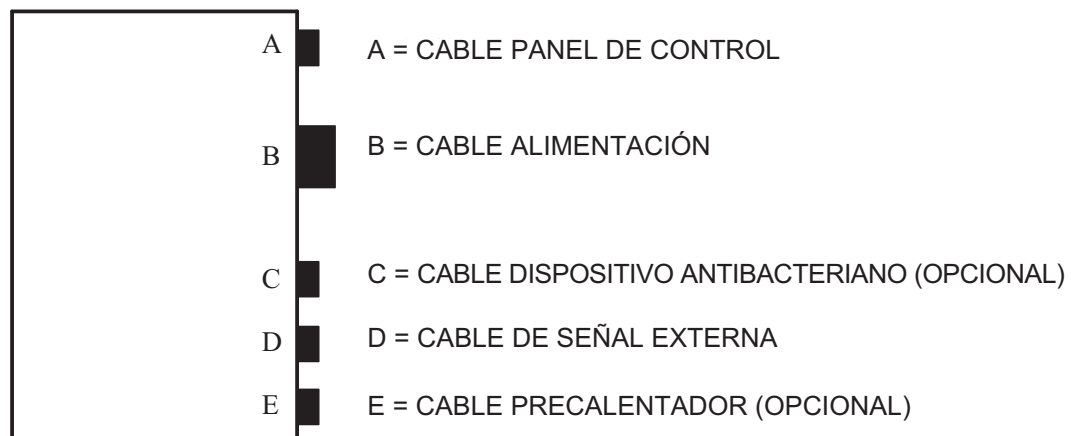 A A = CABLE PANEL DE CONTROL
B B = CABLE ALIMENTACIÓN
C C = CABLE DISPOSITIVO ANTIBACTERIANO (OPCIONAL)
D D = CABLE DE SEÑAL EXTERNA
E E = CABLE PRECALENTADOR (OPCIONAL)